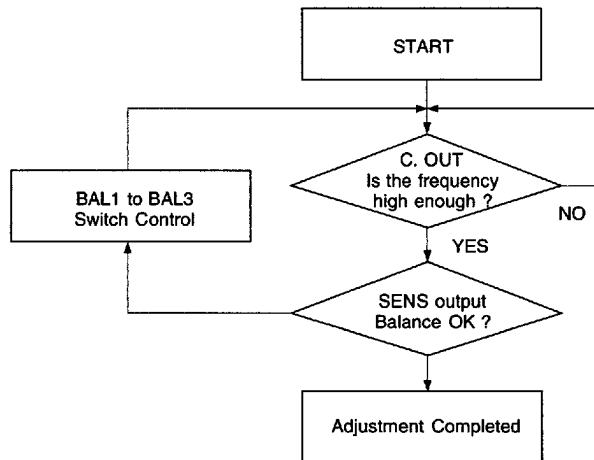 START
C. OUT
Is the frequency
high enough ?
NO
BAL1 to BAL3
Switch Control
YES
SENS output
Balance OK ?
Adjustment Completed